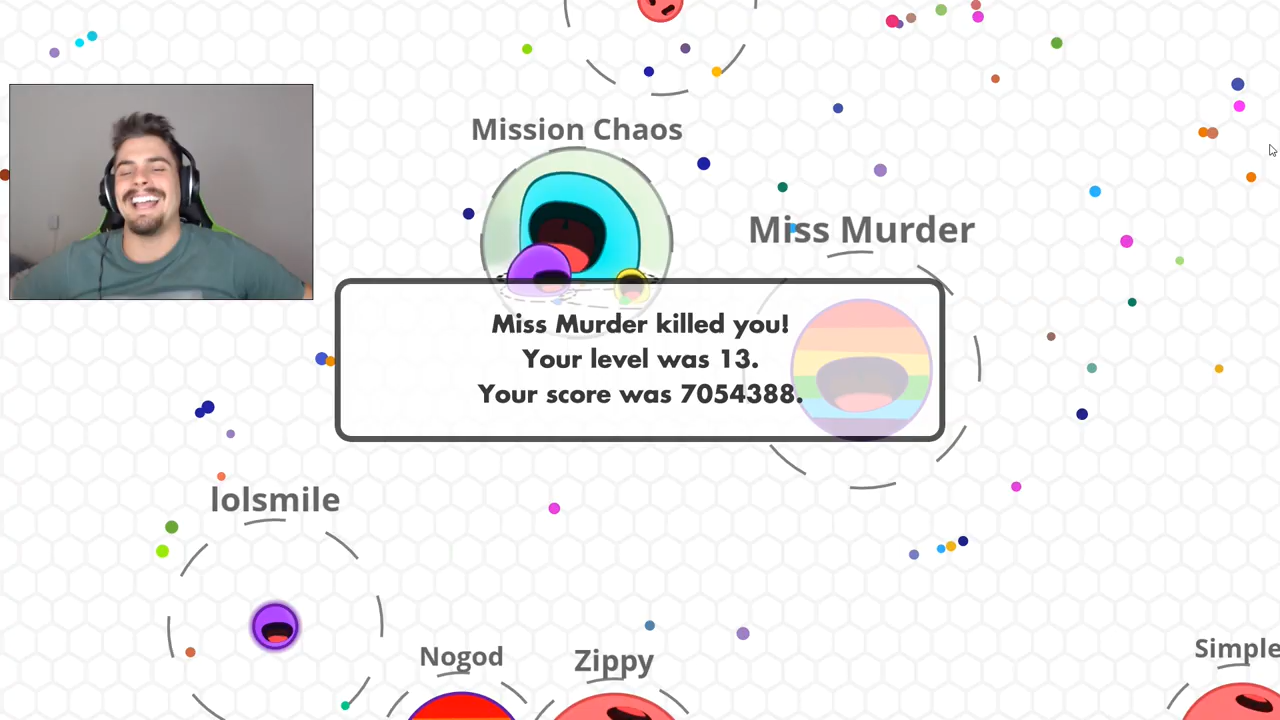 Mission Chaos
Miss Murder
Miss Murder killed you!
Your level was 13.
Your score was 7054388.
lolsmile
Nogod
Zippy
Simple